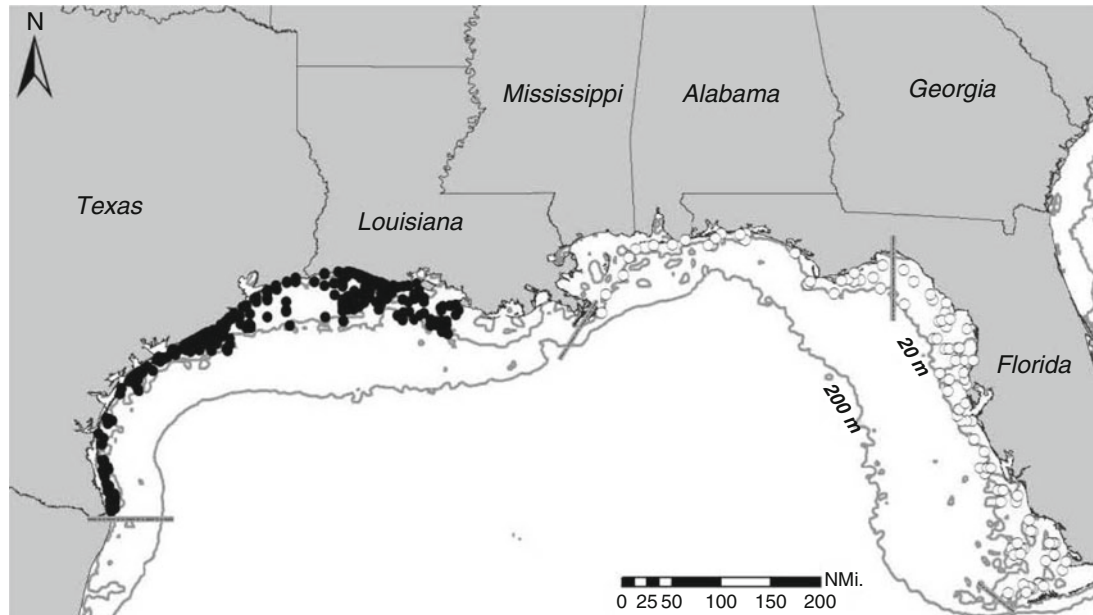 N
Mississippi
Alabama
Georgia
Texas
Louisiana
20 m
Florida
200 m
NMi.
0 25 50 100 150 200